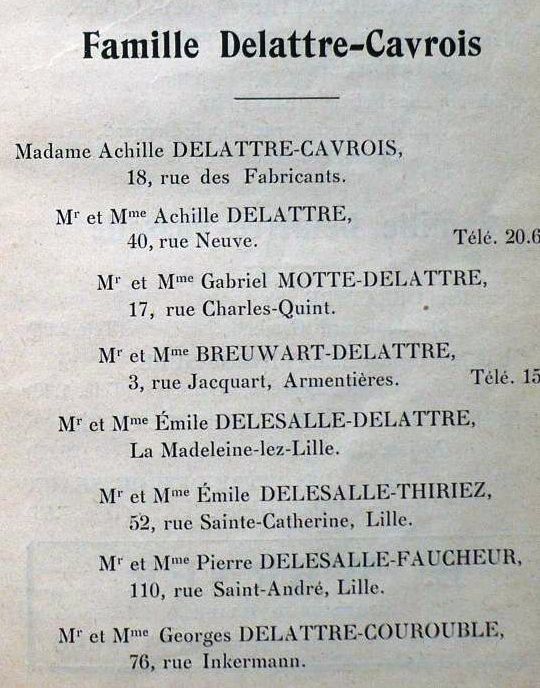 Famille Delattre-Cavrois
Madame Achille DELATTRE-CAVROIS,
18, rue des Fabricants.
Mr et Mme Achille DELATTRE,
40, rue Neuve. Télé. 20.6
Mr et Mme Gabriel MOTTE-DELATTRE,
17, rue Charles-Quint.
Mr et Mme BREUWART-DELATTRE,
3, rue Jacquart, Armentières. Télé. 15
Mr et Mme Émile DELESALLE-DELATTRE,
La Madeleine-lez-Lille.
Mr et Mme Émile DELESALLE-THIRIEZ,
52, rue Sainte-Catherine, Lille.
Mr et Mme Pierre DELESALLE-FAUCHEUR,
110, rue Saint-André, Lille.
Mr et Mme Georges DELATTRE-COUROUBLE,
76, rue Inkermann.